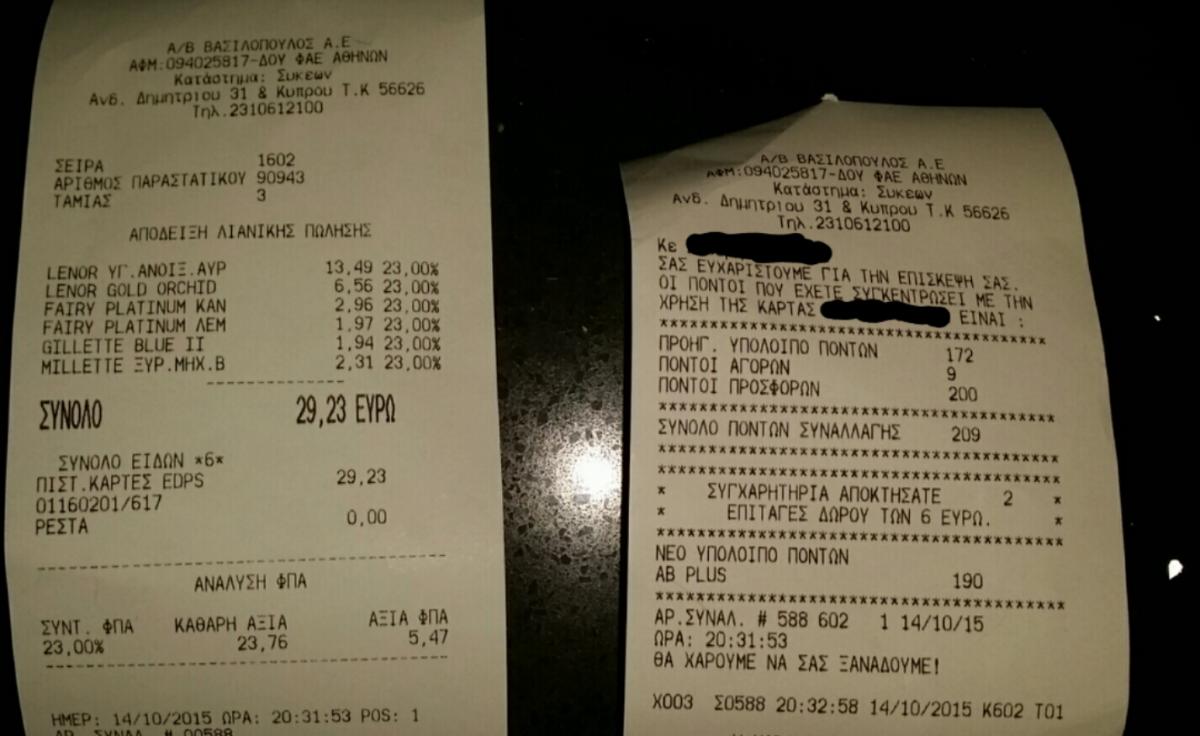 Α/Β ΒΑΣΙΛΟΠΟΥΛΟΣ Α.Ε
ΑΦΜ:094025817-ΔΟΥ ΦΑΕ ΑΘΗΝΩΝ
Κατάστημα: Συκεων
Ανδ. Δημητριου 31 & Κυπρου Τ.Κ 56626
Τηλ.2310612100
ΣΕΙΡΑ 1602
ΑΡΙΘΜΟΣ ΠΑΡΑΣΤΑΤΙΚΟΥ 90943
ΤΑΜΙΑΣ 3
ΑΠΟΔΕΙΞΗ ΛΙΑΝΙΚΗΣ ΠΩΛΗΣΗΣ
LENOR ΥΓ.ΑΝΟΙΞ.ΑΥΡ 13,49 23,00%
LENOR GOLD ORCHID 6,56 23,00%
FAIRY PLATINUM ΚΑΝ 2,96 23,00%
FAIRY PLATINUM ΛΕΜ 1,97 23,00%
GILLETTE BLUE II 1,94 23,00%
MILLETTE ΞΥΡ.ΜΗΧ.Β 2,31 23,00%
ΣΥΝΟΛΟ 29,23 ΕΥΡΩ
ΣΥΝΟΛΟ ΕΙΔΩΝ *6*
ΠΙΣΤ.ΚΑΡΤΕΣ EDPS 29,23
01160201/617
ΡΕΣΤΑ 0,00
ΑΝΑΛΥΣΗ ΦΠΑ
ΣΥΝΤ. ΦΠΑ ΚΑΘΑΡΗ ΑΞΙΑ ΑΞΙΑ ΦΠΑ
23,00% 23,76 5,47
ΗΜΕΡ: 14/10/2015 ΩΡΑ: 20:31:53 POS: 1
ΑΡ. ΣΥΝΑΛ. # 00588
Α/Β ΒΑΣΙΛΟΠΟΥΛΟΣ Α.Ε
ΑΦΜ:094025817-ΔΟΥ ΦΑΕ ΑΘΗΝΩΝ
Κατάστημα: Συκεων
Ανδ. Δημητριου 31 & Κυπρου Τ.Κ 56626
Τηλ.2310612100
Κε
ΣΑΣ ΕΥΧΑΡΙΣΤΟΥΜΕ ΓΙΑ ΤΗΝ ΕΠΙΣΚΕΨΗ ΣΑΣ.
ΟΙ ΠΟΝΤΟΙ ΠΟΥ ΕΧΕΤΕ ΣΥΓΚΕΝΤΡΩΣΕΙ ΜΕ ΤΗΝ
ΧΡΗΣΗ ΤΗΣ ΚΑΡΤΑΣ ΕΙΝΑΙ :
****************************************
ΠΡΟΗΓ. ΥΠΟΛΟΙΠΟ ΠΟΝΤΩΝ 172
ΠΟΝΤΟΙ ΑΓΟΡΩΝ 9
ΠΟΝΤΟΙ ΠΡΟΣΦΟΡΩΝ 200
****************************************
ΣΥΝΟΛΟ ΠΟΝΤΩΝ ΣΥΝΑΛΛΑΓΗΣ 209
****************************************
****************************************
* ΣΥΓΧΑΡΗΤΗΡΙΑ ΑΠΟΚΤΗΣΑΤΕ 2 *
* ΕΠΙΤΑΓΕΣ ΔΩΡΟΥ ΤΩΝ 6 ΕΥΡΩ. *
****************************************
ΝΕΟ ΥΠΟΛΟΙΠΟ ΠΟΝΤΩΝ
AB PLUS 190
****************************************
ΑΡ.ΣΥΝΑΛ. # 588 602 1 14/10/15
ΩΡΑ: 20:31:53
ΘΑ ΧΑΡΟΥΜΕ ΝΑ ΣΑΣ ΞΑΝΑΔΟΥΜΕ!
X003 Σ0588 20:32:58 14/10/2015 K602 T01